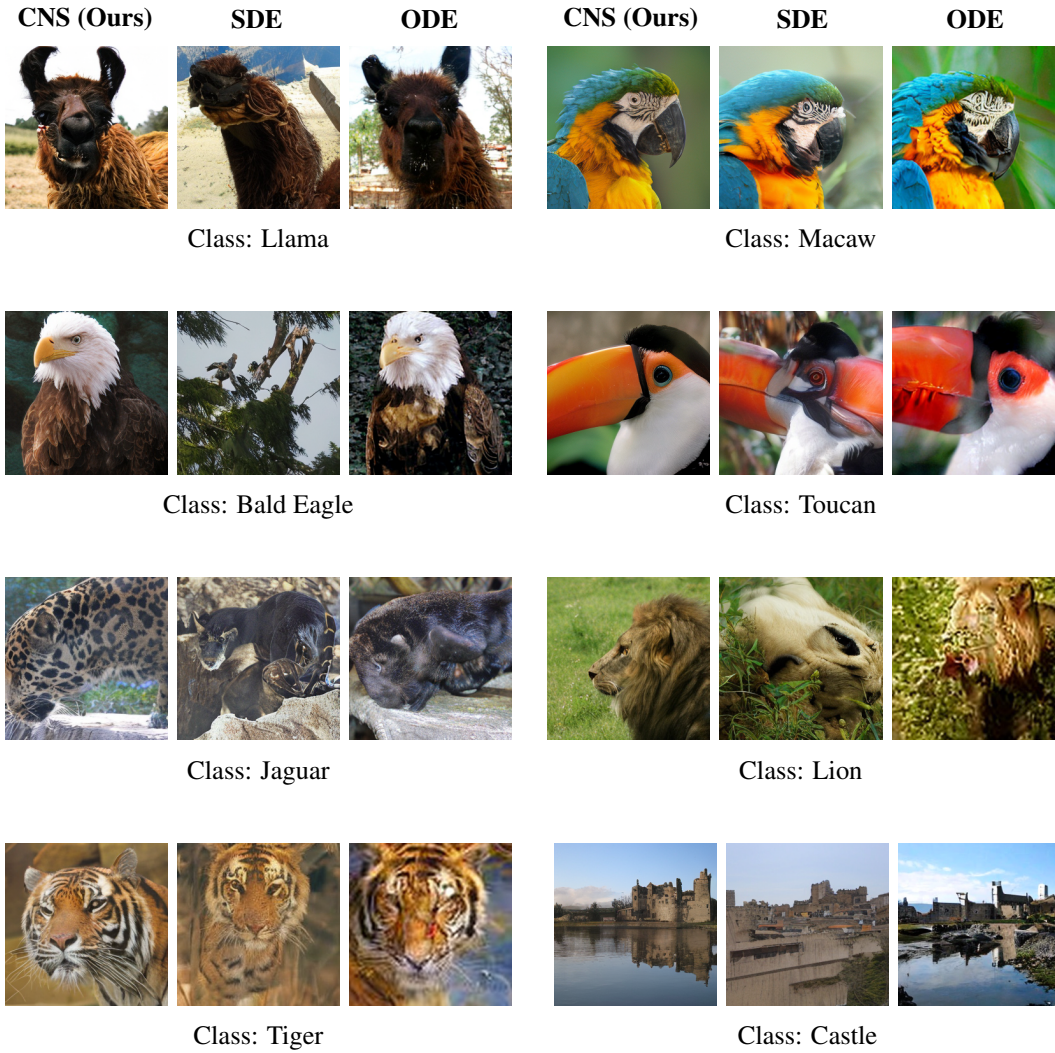 CNS (Ours) SDE ODE CNS (Ours) SDE ODE
Class: Llama Class: Macaw
Class: Bald Eagle Class: Toucan
Class: Jaguar Class: Lion
Class: Tiger Class: Castle